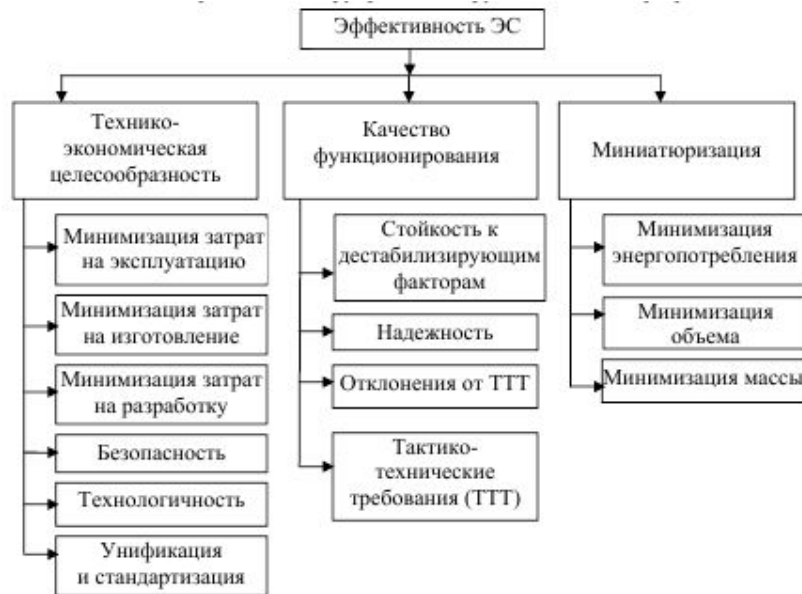 Эффективность ЭС
Технико-
экономическая
целесообразность
Минимизация затрат
на эксплуатацию
Минимизация затрат
на изготовление
Минимизация затрат
на разработку
Безопасность
Технологичность
Унификация
и стандартизация
Качество
функционирования
Стойкость к
дестабилизирующим
факторам
Надежность
Отклонения от ТТТ
Тактико-
технические
требования (ТТТ)
Миниатюризация
Минимизация
энергопотребления
Минимизация
объема
Минимизация массы